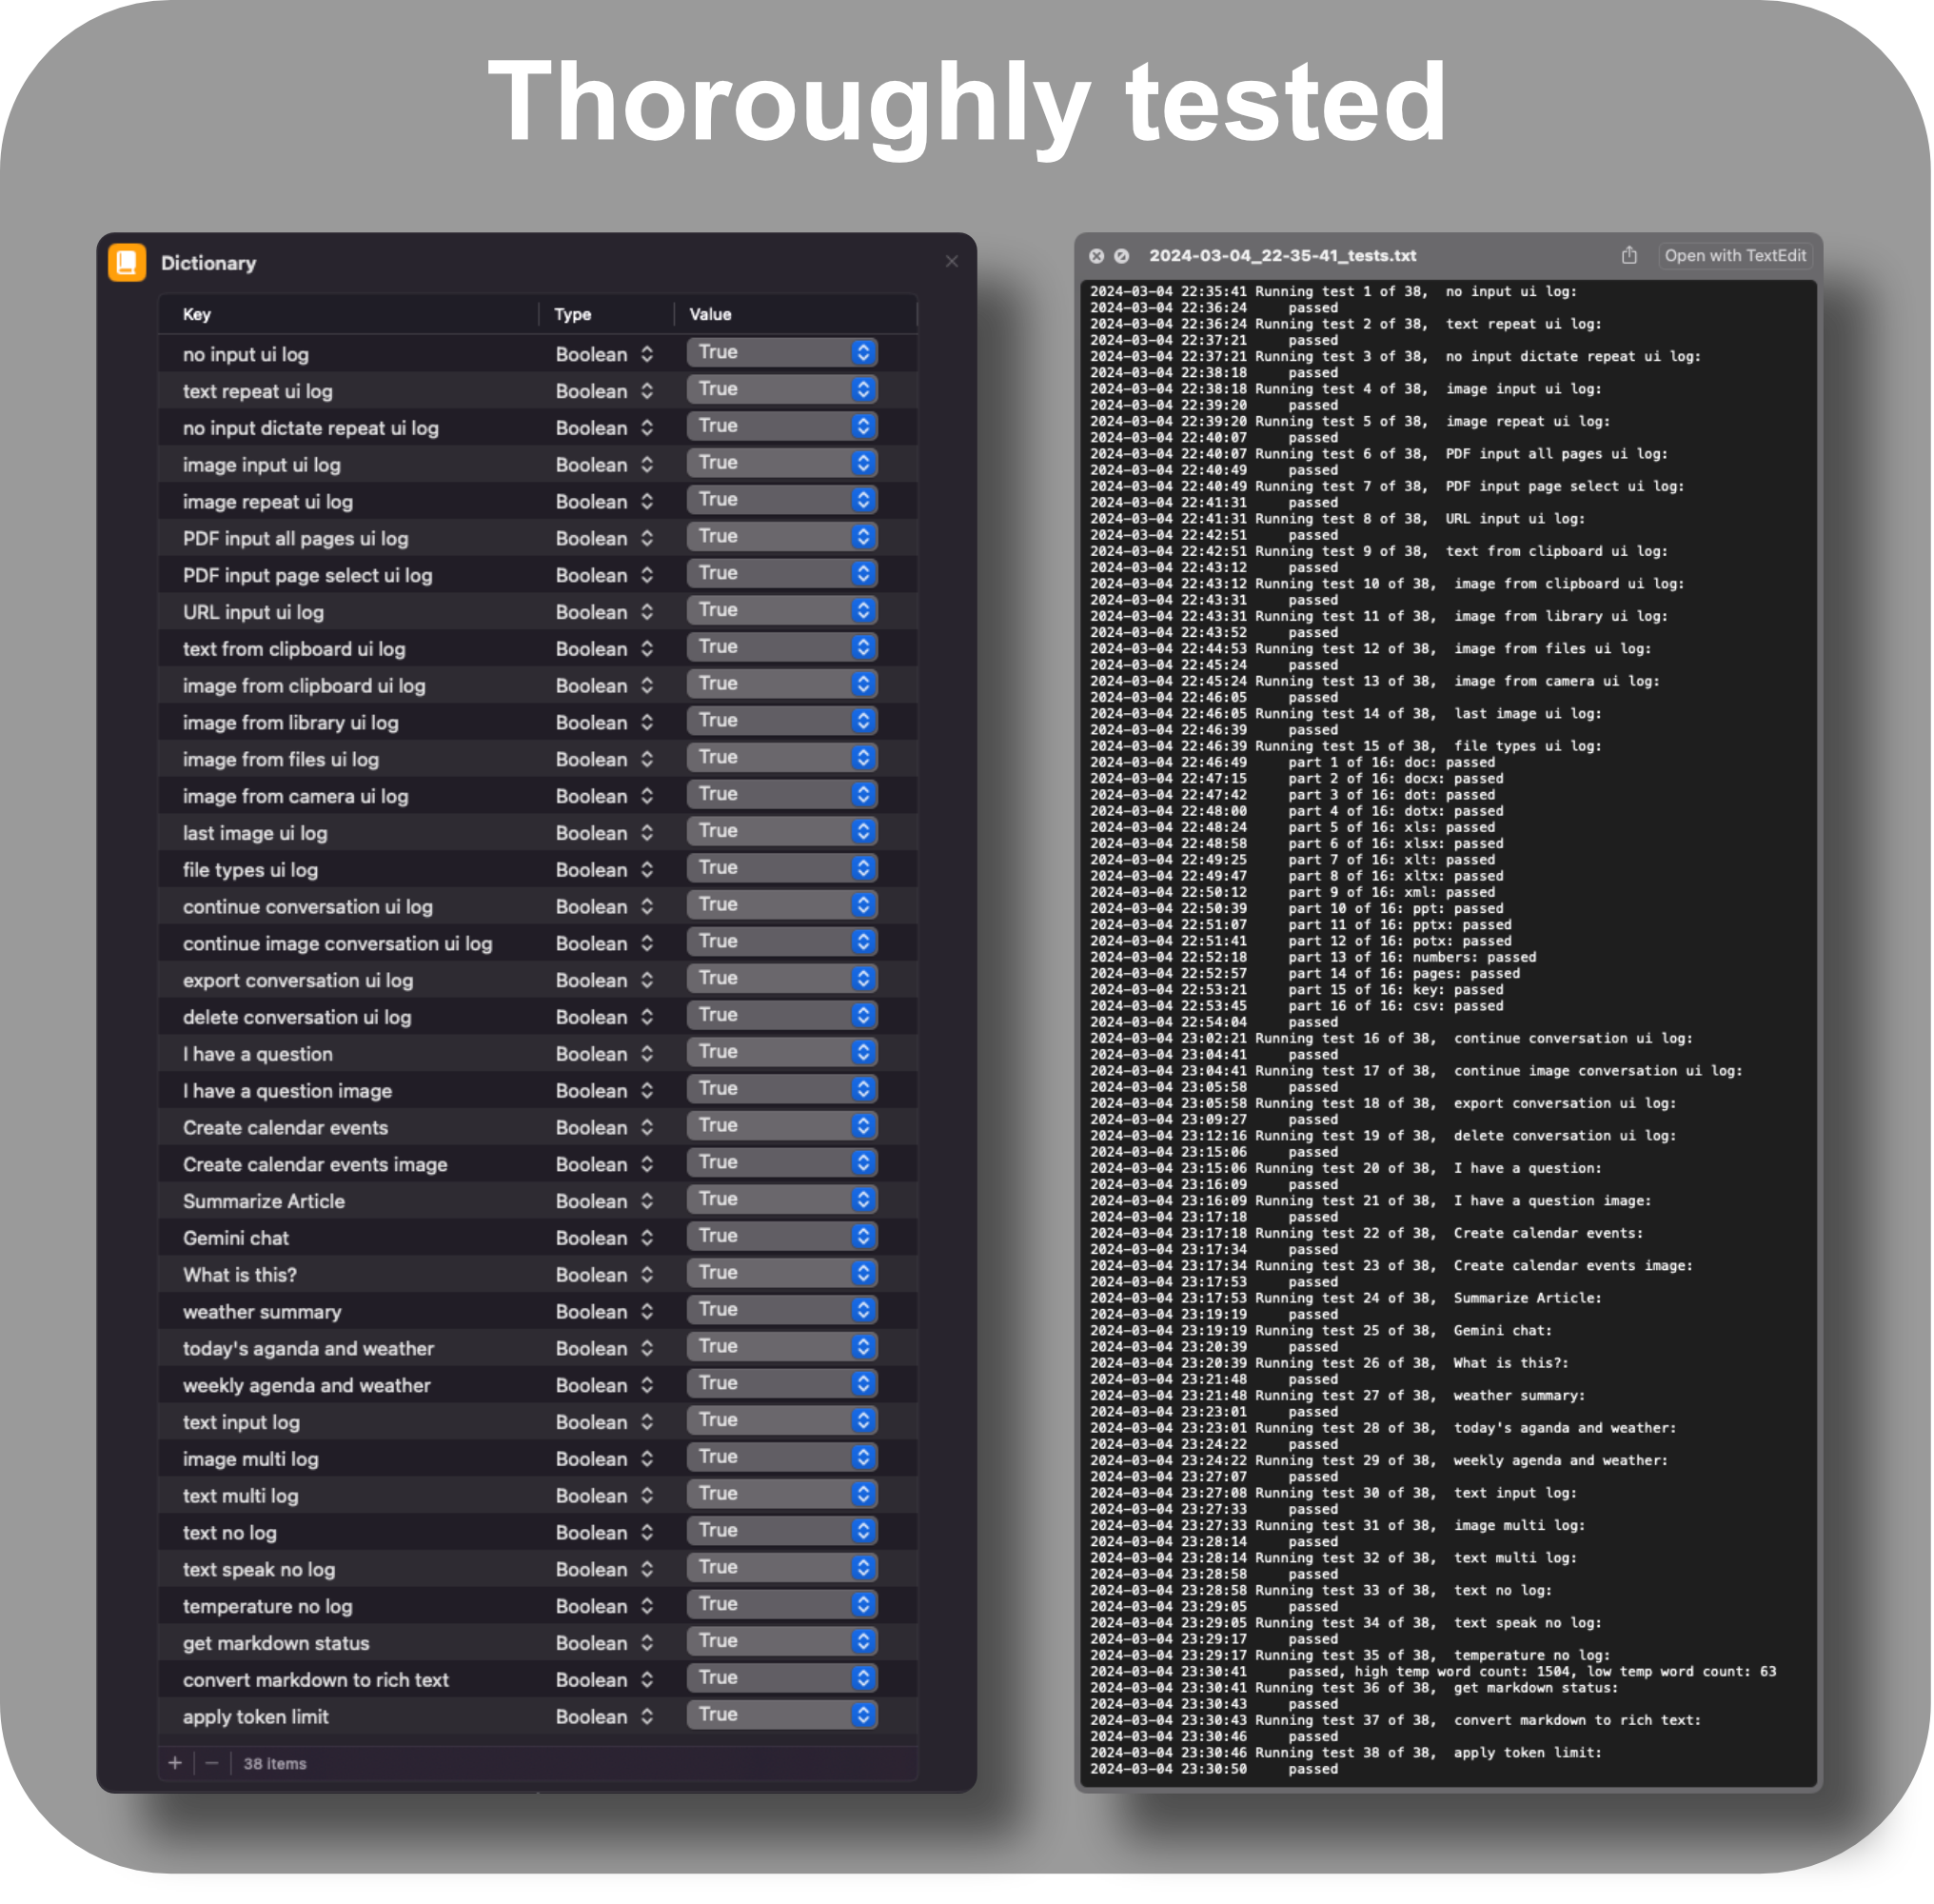 Thoroughly tested
Dictionary
Key Type Value
no input ui log Boolean True
text repeat ui log Boolean True
no input dictate repeat ui log Boolean True
image input ui log Boolean True
image repeat ui log Boolean True
PDF input all pages ui log Boolean True
PDF input page select ui log Boolean True
URL input ui log Boolean True
text from clipboard ui log Boolean True
image from clipboard ui log Boolean True
image from library ui log Boolean True
image from files ui log Boolean True
image from camera ui log Boolean True
last image ui log Boolean True
file types ui log Boolean True
continue conversation ui log Boolean True
continue image conversation ui log Boolean True
export conversation ui log Boolean True
delete conversation ui log Boolean True
I have a question Boolean True
I have a question image Boolean True
Create calendar events Boolean True
Create calendar events image Boolean True
Summarize Article Boolean True
Gemini chat Boolean True
What is this? Boolean True
weather summary Boolean True
today's aganda and weather Boolean True
weekly agenda and weather Boolean True
text input log Boolean True
image multi log Boolean True
text multi log Boolean True
text no log Boolean True
text speak no log Boolean True
temperature no log Boolean True
get markdown status Boolean True
convert markdown to rich text Boolean True
apply token limit Boolean True
+ − 38 items
2024-03-04_22-35-41_tests.txt Open with TextEdit
2024-03-04 22:35:41 Running test 1 of 38, no input ui log:
2024-03-04 22:36:24 passed
2024-03-04 22:36:24 Running test 2 of 38, text repeat ui log:
2024-03-04 22:37:21 passed
2024-03-04 22:37:21 Running test 3 of 38, no input dictate repeat ui log:
2024-03-04 22:38:18 passed
2024-03-04 22:38:18 Running test 4 of 38, image input ui log:
2024-03-04 22:39:20 passed
2024-03-04 22:39:20 Running test 5 of 38, image repeat ui log:
2024-03-04 22:40:07 passed
2024-03-04 22:40:07 Running test 6 of 38, PDF input all pages ui log:
2024-03-04 22:40:49 passed
2024-03-04 22:40:49 Running test 7 of 38, PDF input page select ui log:
2024-03-04 22:41:31 passed
2024-03-04 22:41:31 Running test 8 of 38, URL input ui log:
2024-03-04 22:42:51 passed
2024-03-04 22:42:51 Running test 9 of 38, text from clipboard ui log:
2024-03-04 22:43:12 passed
2024-03-04 22:43:12 Running test 10 of 38, image from clipboard ui log:
2024-03-04 22:43:31 passed
2024-03-04 22:43:31 Running test 11 of 38, image from library ui log:
2024-03-04 22:43:52 passed
2024-03-04 22:44:53 Running test 12 of 38, image from files ui log:
2024-03-04 22:45:24 passed
2024-03-04 22:45:24 Running test 13 of 38, image from camera ui log:
2024-03-04 22:46:05 passed
2024-03-04 22:46:05 Running test 14 of 38, last image ui log:
2024-03-04 22:46:39 passed
2024-03-04 22:46:39 Running test 15 of 38, file types ui log:
2024-03-04 22:46:49 part 1 of 16: doc: passed
2024-03-04 22:47:15 part 2 of 16: docx: passed
2024-03-04 22:47:42 part 3 of 16: dot: passed
2024-03-04 22:48:00 part 4 of 16: dotx: passed
2024-03-04 22:48:24 part 5 of 16: xls: passed
2024-03-04 22:48:58 part 6 of 16: xlsx: passed
2024-03-04 22:49:25 part 7 of 16: xlt: passed
2024-03-04 22:49:47 part 8 of 16: xltx: passed
2024-03-04 22:50:12 part 9 of 16: xml: passed
2024-03-04 22:50:39 part 10 of 16: ppt: passed
2024-03-04 22:51:07 part 11 of 16: pptx: passed
2024-03-04 22:51:41 part 12 of 16: potx: passed
2024-03-04 22:52:18 part 13 of 16: numbers: passed
2024-03-04 22:52:57 part 14 of 16: pages: passed
2024-03-04 22:53:21 part 15 of 16: key: passed
2024-03-04 22:53:45 part 16 of 16: csv: passed
2024-03-04 22:54:04 passed
2024-03-04 23:02:21 Running test 16 of 38, continue conversation ui log:
2024-03-04 23:04:41 passed
2024-03-04 23:04:41 Running test 17 of 38, continue image conversation ui log:
2024-03-04 23:05:58 passed
2024-03-04 23:05:58 Running test 18 of 38, export conversation ui log:
2024-03-04 23:09:27 passed
2024-03-04 23:12:16 Running test 19 of 38, delete conversation ui log:
2024-03-04 23:15:06 passed
2024-03-04 23:15:06 Running test 20 of 38, I have a question:
2024-03-04 23:16:09 passed
2024-03-04 23:16:09 Running test 21 of 38, I have a question image:
2024-03-04 23:17:18 passed
2024-03-04 23:17:18 Running test 22 of 38, Create calendar events:
2024-03-04 23:17:34 passed
2024-03-04 23:17:34 Running test 23 of 38, Create calendar events image:
2024-03-04 23:17:53 passed
2024-03-04 23:17:53 Running test 24 of 38, Summarize Article:
2024-03-04 23:19:19 passed
2024-03-04 23:19:19 Running test 25 of 38, Gemini chat:
2024-03-04 23:20:39 passed
2024-03-04 23:20:39 Running test 26 of 38, What is this?:
2024-03-04 23:21:48 passed
2024-03-04 23:21:48 Running test 27 of 38, weather summary:
2024-03-04 23:23:01 passed
2024-03-04 23:23:01 Running test 28 of 38, today's aganda and weather:
2024-03-04 23:24:22 passed
2024-03-04 23:24:22 Running test 29 of 38, weekly agenda and weather:
2024-03-04 23:27:07 passed
2024-03-04 23:27:08 Running test 30 of 38, text input log:
2024-03-04 23:27:33 passed
2024-03-04 23:27:33 Running test 31 of 38, image multi log:
2024-03-04 23:28:14 passed
2024-03-04 23:28:14 Running test 32 of 38, text multi log:
2024-03-04 23:28:58 passed
2024-03-04 23:28:58 Running test 33 of 38, text no log:
2024-03-04 23:29:05 passed
2024-03-04 23:29:05 Running test 34 of 38, text speak no log:
2024-03-04 23:29:17 passed
2024-03-04 23:29:17 Running test 35 of 38, temperature no log:
2024-03-04 23:30:41 passed, high temp word count: 1504, low temp word count: 63
2024-03-04 23:30:41 Running test 36 of 38, get markdown status:
2024-03-04 23:30:43 passed
2024-03-04 23:30:43 Running test 37 of 38, convert markdown to rich text:
2024-03-04 23:30:46 passed
2024-03-04 23:30:46 Running test 38 of 38, apply token limit:
2024-03-04 23:30:50 passed